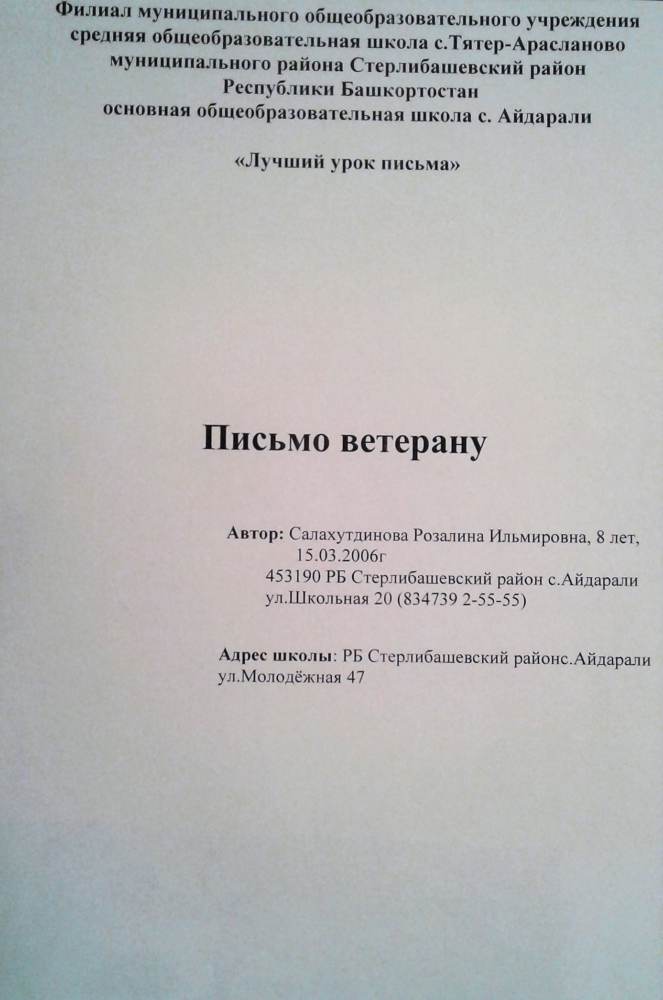 Филиал муниципального общеобразовательного учреждения
средняя общеобразовательная школа с.Тятер-Арасланово
муниципального района Стерлибашевский район
Республики Башкортостан
основная общеобразовательная школа с. Айдарали
«Лучший урок письма»
Письмо ветерану
Автор: Салахутдинова Розалина Ильмировна, 8 лет,
15.03.2006г
453190 РБ Стерлибашевский район с.Айдарали
ул.Школьная 20 (834739 2-55-55)
Адрес школы: РБ Стерлибашевский районс.Айдарали
ул.Молодёжная 47